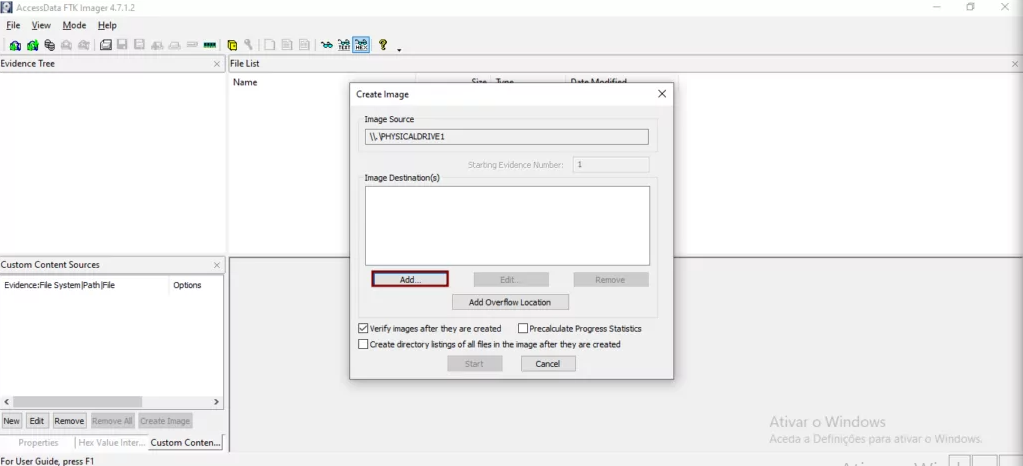 AccessData FTK Imager 4.7.1.2
File View Mode Help
Evidence Tree
File List
Name Size Type Date Modified
Create Image
Image Source
\\.\PHYSICALDRIVE1
Starting Evidence Number: 1
Image Destination(s)
Add... Edit... Remove
Add Overflow Location
Verify images after they are created Precalculate Progress Statistics
Create directory listings of all files in the image after they are created
Start Cancel
Custom Content Sources
Evidence:File System|Path|File Options
New Edit Remove Remove All Create Image
Properties Hex Value Inter... Custom Conten...
Ativar o Windows
Aceda a Definições para ativar o Windows.
For User Guide, press F1